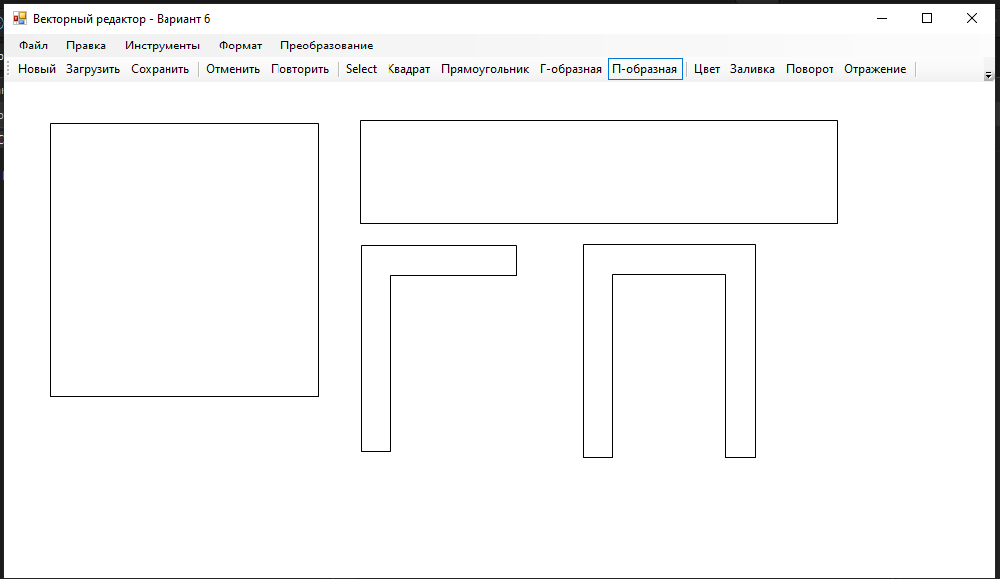 Векторный редактор - Вариант 6
Файл Правка Инструменты Формат Преобразование
Новый Загрузить Сохранить Отменить Повторить Select Квадрат Прямоугольник Г-образная П-образная Цвет Заливка Поворот Отражение